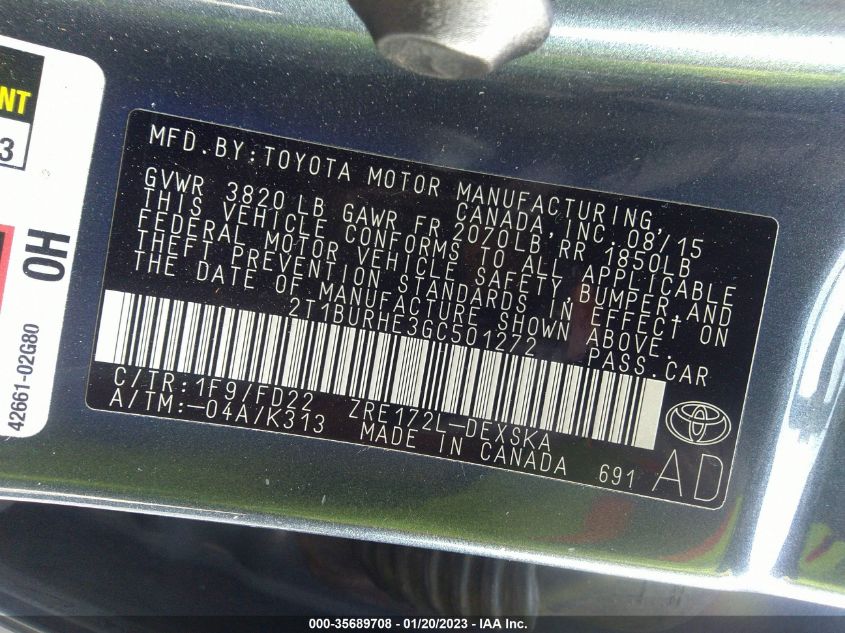 NT
3
OH
42661-02G80
MFD.BY:TOYOTA MOTOR MANUFACTURING,
CANADA,INC. 08/15
GVWR 3820 LB GAWR FR 2070LB RR 1850LB
THIS VEHICLE CONFORMS TO ALL APPLICABLE
FEDERAL MOTOR VEHICLE SAFETY,BUMPER,AND
THEFT PREVENTION STANDARDS IN EFFECT ON
THE DATE OF MANUFACTURE SHOWN ABOVE.
2T1BURHE3GC501272 PASS.CAR
C/TR:1F9/FD22 ZRE172L-DEXSKA
A/TM:-04A/K313 MADE IN CANADA 691
AD
000-35689708 - 01/20/2023 - IAA Inc.